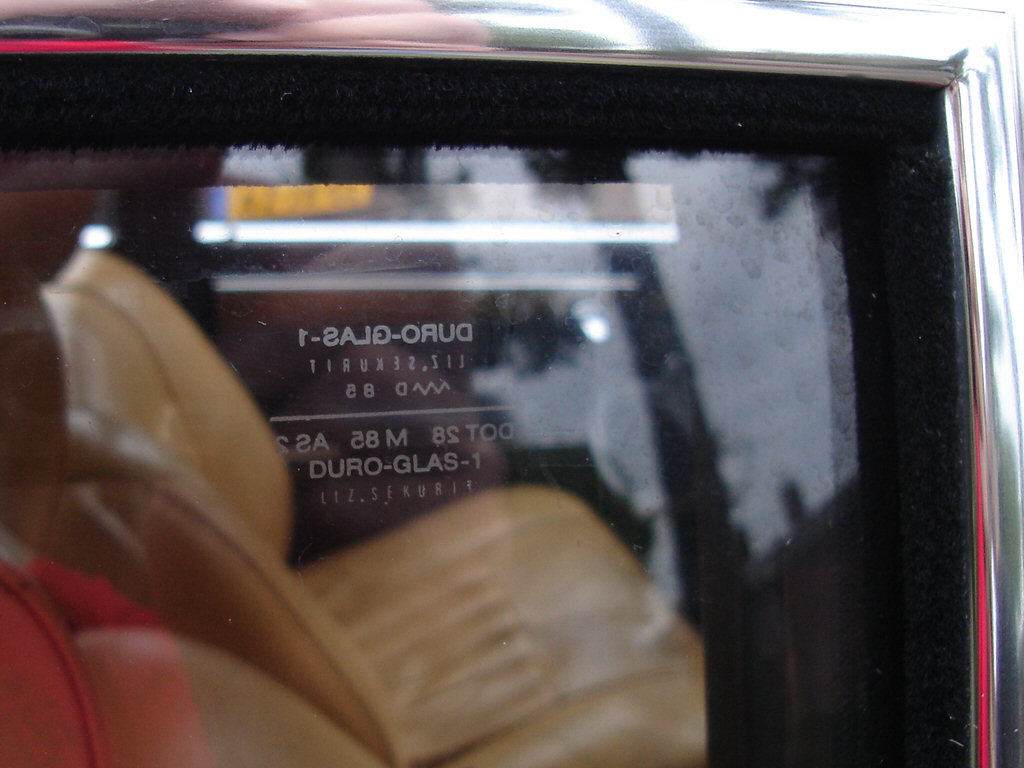 DURO-GLAS-1
LIZ.SEKURIT
D 85
DOT 28 M 85 AS 2
DURO-GLAS-1
LIZ.SEKURIT